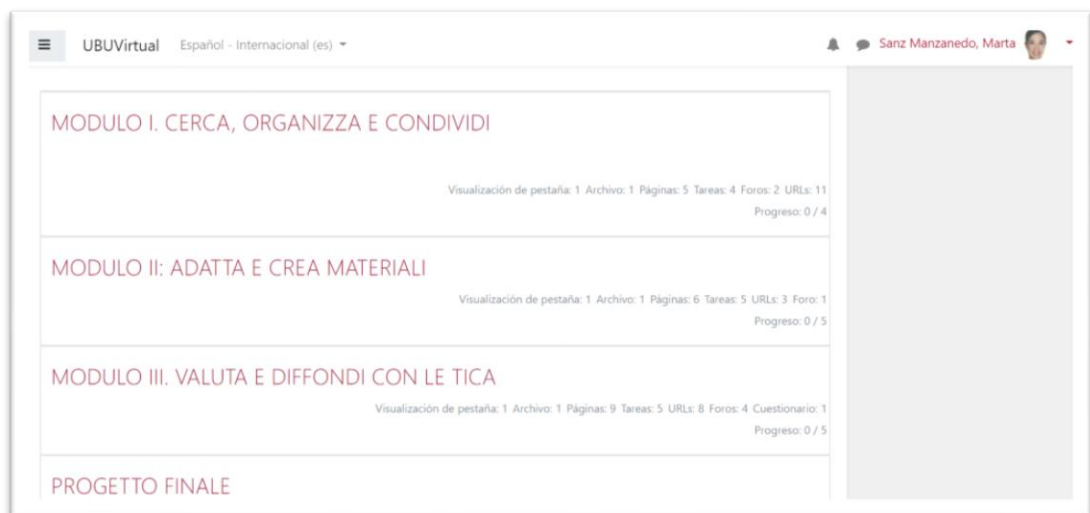 UBUVirtual Español - Internacional (es) Sanz Manzanedo, Marta
MODULO I. CERCA, ORGANIZZA E CONDIVIDI
Visualización de pestaña: 1 Archivo: 1 Páginas: 5 Tareas: 4 Foros: 2 URLs: 11
Progreso: 0 / 4
MODULO II: ADATTA E CREA MATERIALI
Visualización de pestaña: 1 Archivo: 1 Páginas: 6 Tareas: 5 URLs: 3 Foro: 1
Progreso: 0 / 5
MODULO III. VALUTA E DIFFONDI CON LE TICA
Visualización de pestaña: 1 Archivo: 1 Páginas: 9 Tareas: 5 URLs: 8 Foros: 4 Cuestionario: 1
Progreso: 0 / 5
PROGETTO FINALE